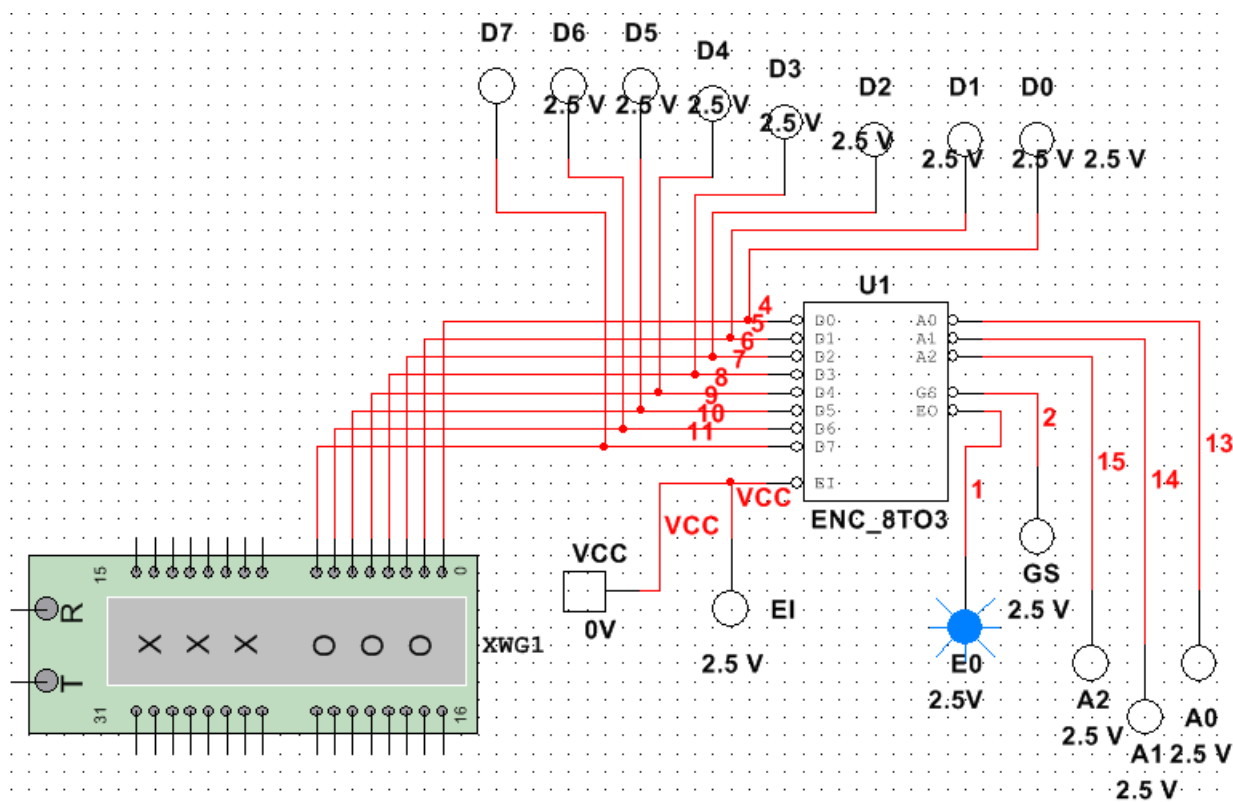 D7 D6 D5 D4 D3 D2 D1 D0
2.5 V 2.5 V 2.5 V 2.5 V 2.5 V 2.5 V 2.5 V 2.5 V
U1
4
5
6
7
8
9
10
11
D0 A0
D1 A1
D2 A2
D3
D4 GS
D5 EO
D6
D7
EI
ENC_8TO3
VCC
VCC
VCC
0V
EI
2.5 V
1
2
15
14
13
GS
2.5 V
E0
2.5V
A2
2.5 V
A1
2.5 V
A0
2.5 V
15 0
R
X X X O O O
T
31 16
XWG1